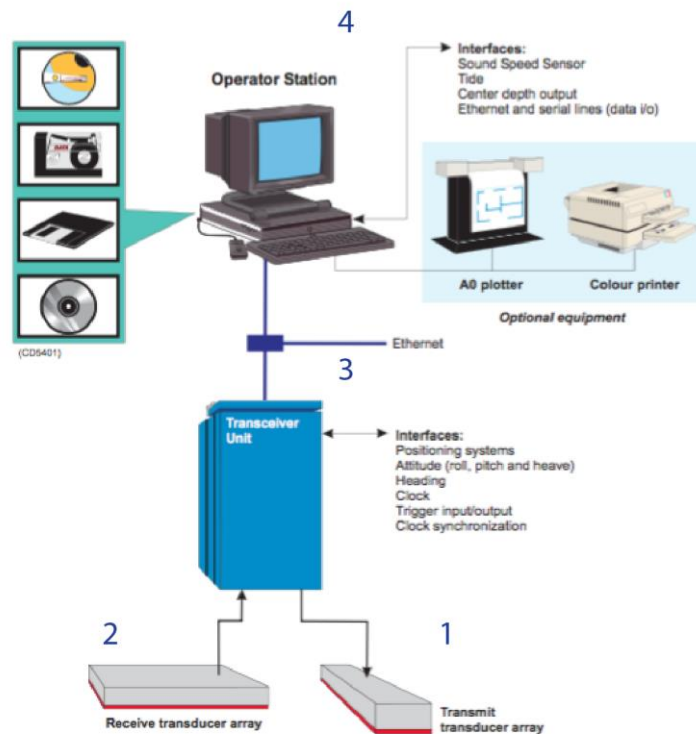 4
Operator Station
Interfaces:
Sound Speed Sensor
Tide
Center depth output
Ethernet and serial lines (data i/o)
A0 plotter
Colour printer
Optional equipment
(CD5401)
Ethernet
3
Transceiver
Unit
Interfaces:
Positioning systems
Attitude (roll, pitch and heave)
Heading
Clock
Trigger input/output
Clock synchronization
2
1
Receive transducer array
Transmit
transducer array